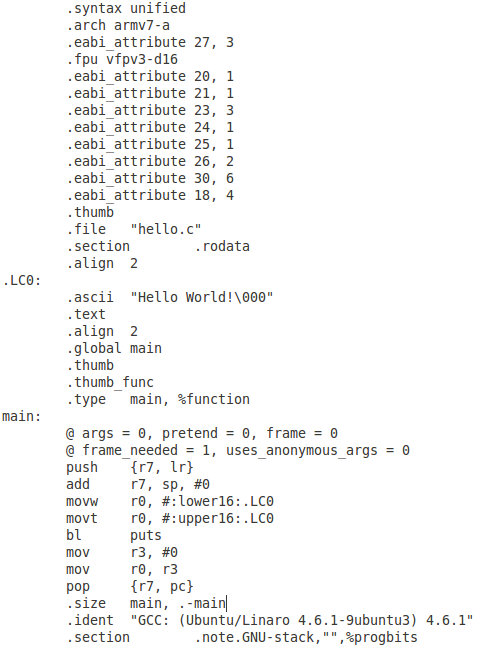 .syntax unified
.arch armv7-a
.eabi_attribute 27, 3
.fpu vfpv3-d16
.eabi_attribute 20, 1
.eabi_attribute 21, 1
.eabi_attribute 23, 3
.eabi_attribute 24, 1
.eabi_attribute 25, 1
.eabi_attribute 26, 2
.eabi_attribute 30, 6
.eabi_attribute 18, 4
.thumb
.file "hello.c"
.section .rodata
.align 2
.LC0:
.ascii "Hello World!\000"
.text
.align 2
.global main
.thumb
.thumb_func
.type main, %function
main:
@ args = 0, pretend = 0, frame = 0
@ frame_needed = 1, uses_anonymous_args = 0
push {r7, lr}
add r7, sp, #0
movw r0, #:lower16:.LC0
movt r0, #:upper16:.LC0
bl puts
mov r3, #0
mov r0, r3
pop {r7, pc}
.size main, .-main
.ident "GCC: (Ubuntu/Linaro 4.6.1-9ubuntu3) 4.6.1"
.section .note.GNU-stack,"",%progbits